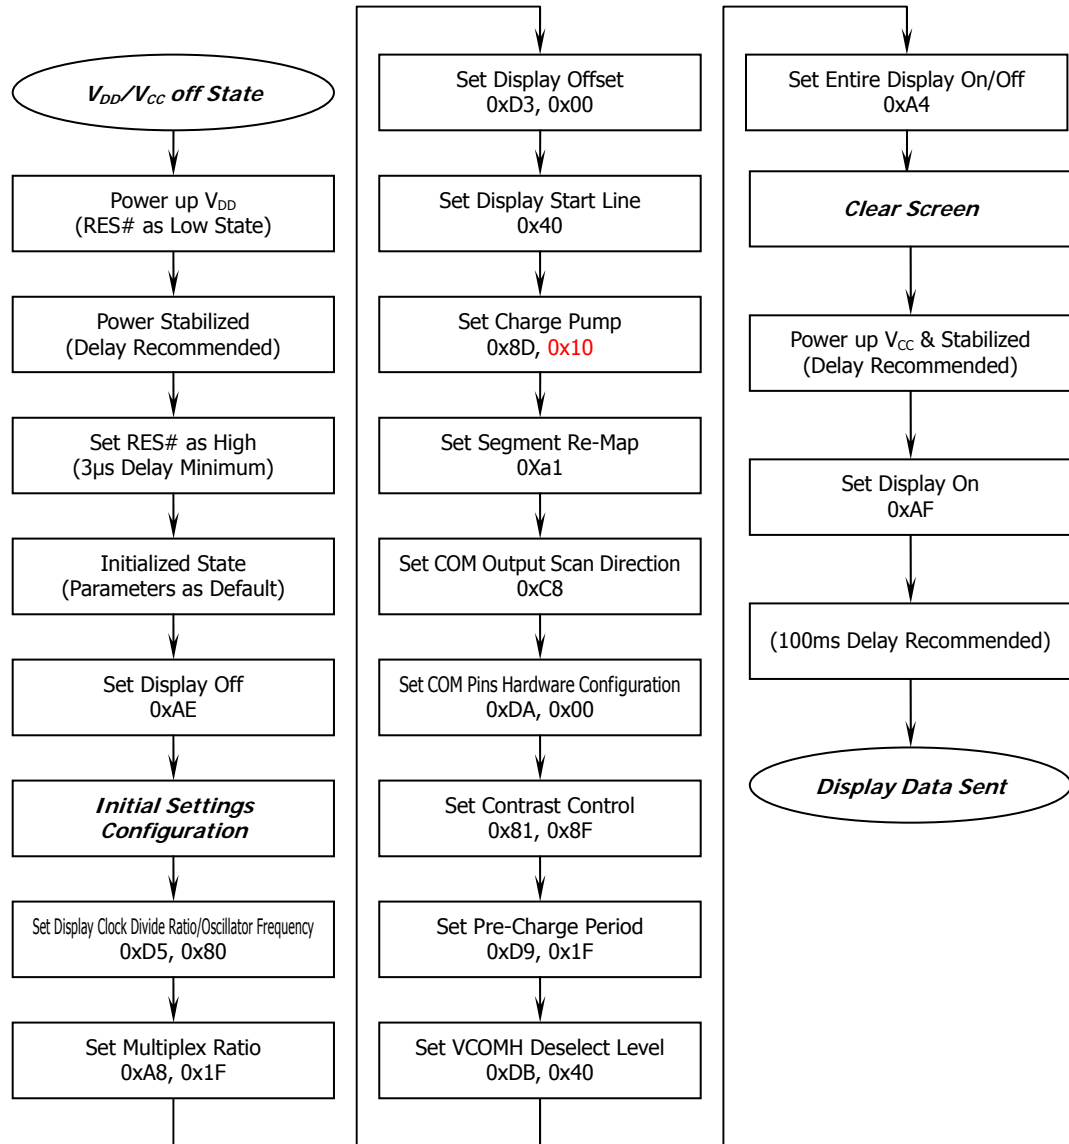 V_DD/V_CC off State
Power up V_DD
(RES# as Low State)
Power Stabilized
(Delay Recommended)
Set RES# as High
(3μs Delay Minimum)
Initialized State
(Parameters as Default)
Set Display Off
0xAE
Initial Settings
Configuration
Set Display Clock Divide Ratio/Oscillator Frequency
0xD5, 0x80
Set Multiplex Ratio
0xA8, 0x1F
Set Display Offset
0xD3, 0x00
Set Display Start Line
0x40
Set Charge Pump
0x8D, 0x10
Set Segment Re-Map
0Xa1
Set COM Output Scan Direction
0xC8
Set COM Pins Hardware Configuration
0xDA, 0x00
Set Contrast Control
0x81, 0x8F
Set Pre-Charge Period
0xD9, 0x1F
Set VCOMH Deselect Level
0xDB, 0x40
Set Entire Display On/Off
0xA4
Clear Screen
Power up V_CC & Stabilized
(Delay Recommended)
Set Display On
0xAF
(100ms Delay Recommended)
Display Data Sent